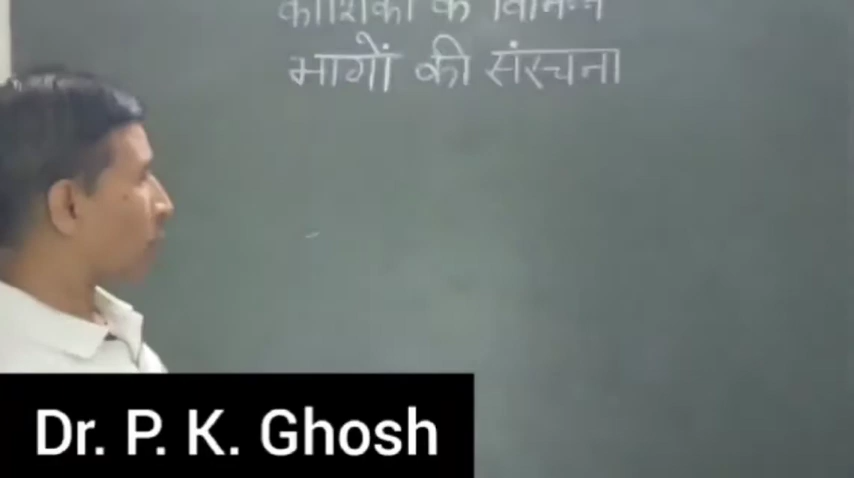 कोशिका के विभिन्न
भागों की संरचना
Dr. P. K. Ghosh